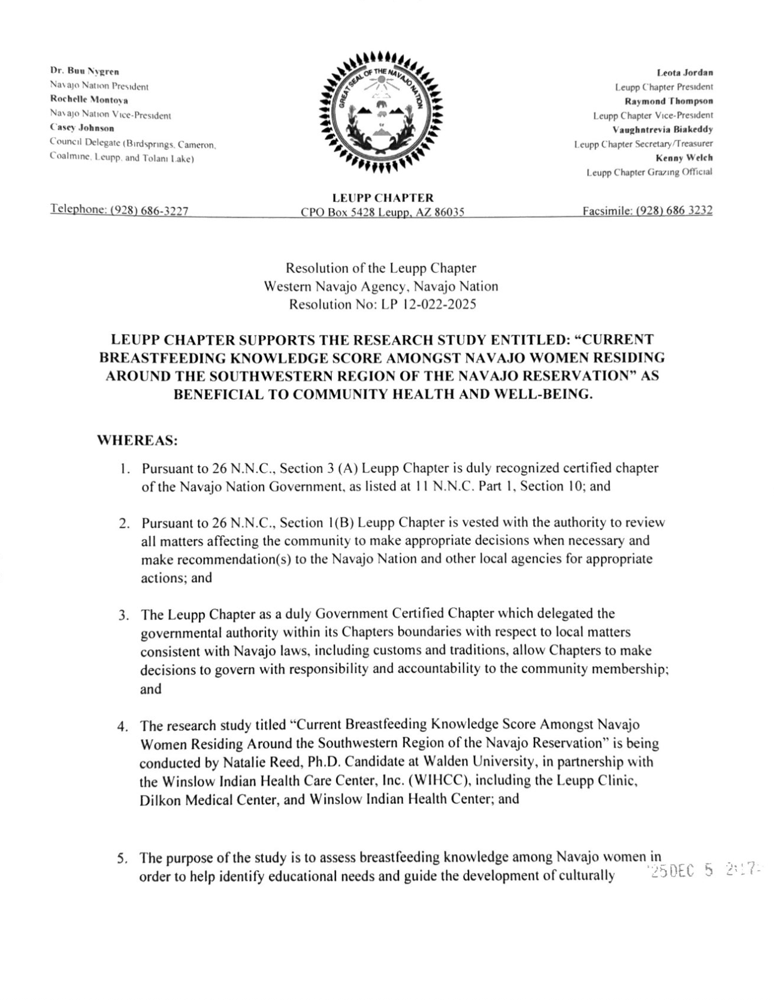 Dr. Buu Nygren
Navajo Nation President
Rochelle Montoya
Navajo Nation Vice-President
Casey Johnson
Council Delegate (Birdsprings, Cameron,
Coalmine, Leupp, and Tolani Lake)
GREAT SEAL OF THE NAVAJO NATION
Leota Jordan
Leupp Chapter President
Raymond Thompson
Leupp Chapter Vice-President
Vaughntrevia Biakeddy
Leupp Chapter Secretary/Treasurer
Kenny Welch
Leupp Chapter Grazing Official
LEUPP CHAPTER
Telephone: (928) 686-3227 CPO Box 5428 Leupp, AZ 86035 Facsimile: (928) 686 3232
Resolution of the Leupp Chapter
Western Navajo Agency, Navajo Nation
Resolution No: LP 12-022-2025
LEUPP CHAPTER SUPPORTS THE RESEARCH STUDY ENTITLED: “CURRENT
BREASTFEEDING KNOWLEDGE SCORE AMONGST NAVAJO WOMEN RESIDING
AROUND THE SOUTHWESTERN REGION OF THE NAVAJO RESERVATION” AS
BENEFICIAL TO COMMUNITY HEALTH AND WELL-BEING.
WHEREAS:
1. Pursuant to 26 N.N.C., Section 3 (A) Leupp Chapter is duly recognized certified chapter
of the Navajo Nation Government, as listed at 11 N.N.C. Part 1, Section 10; and
2. Pursuant to 26 N.N.C., Section 1(B) Leupp Chapter is vested with the authority to review
all matters affecting the community to make appropriate decisions when necessary and
make recommendation(s) to the Navajo Nation and other local agencies for appropriate
actions; and
3. The Leupp Chapter as a duly Government Certified Chapter which delegated the
governmental authority within its Chapters boundaries with respect to local matters
consistent with Navajo laws, including customs and traditions, allow Chapters to make
decisions to govern with responsibility and accountability to the community membership;
and
4. The research study titled “Current Breastfeeding Knowledge Score Amongst Navajo
Women Residing Around the Southwestern Region of the Navajo Reservation” is being
conducted by Natalie Reed, Ph.D. Candidate at Walden University, in partnership with
the Winslow Indian Health Care Center, Inc. (WIHCC), including the Leupp Clinic,
Dilkon Medical Center, and Winslow Indian Health Center; and
5. The purpose of the study is to assess breastfeeding knowledge among Navajo women in
order to help identify educational needs and guide the development of culturally
'25 DEC 5